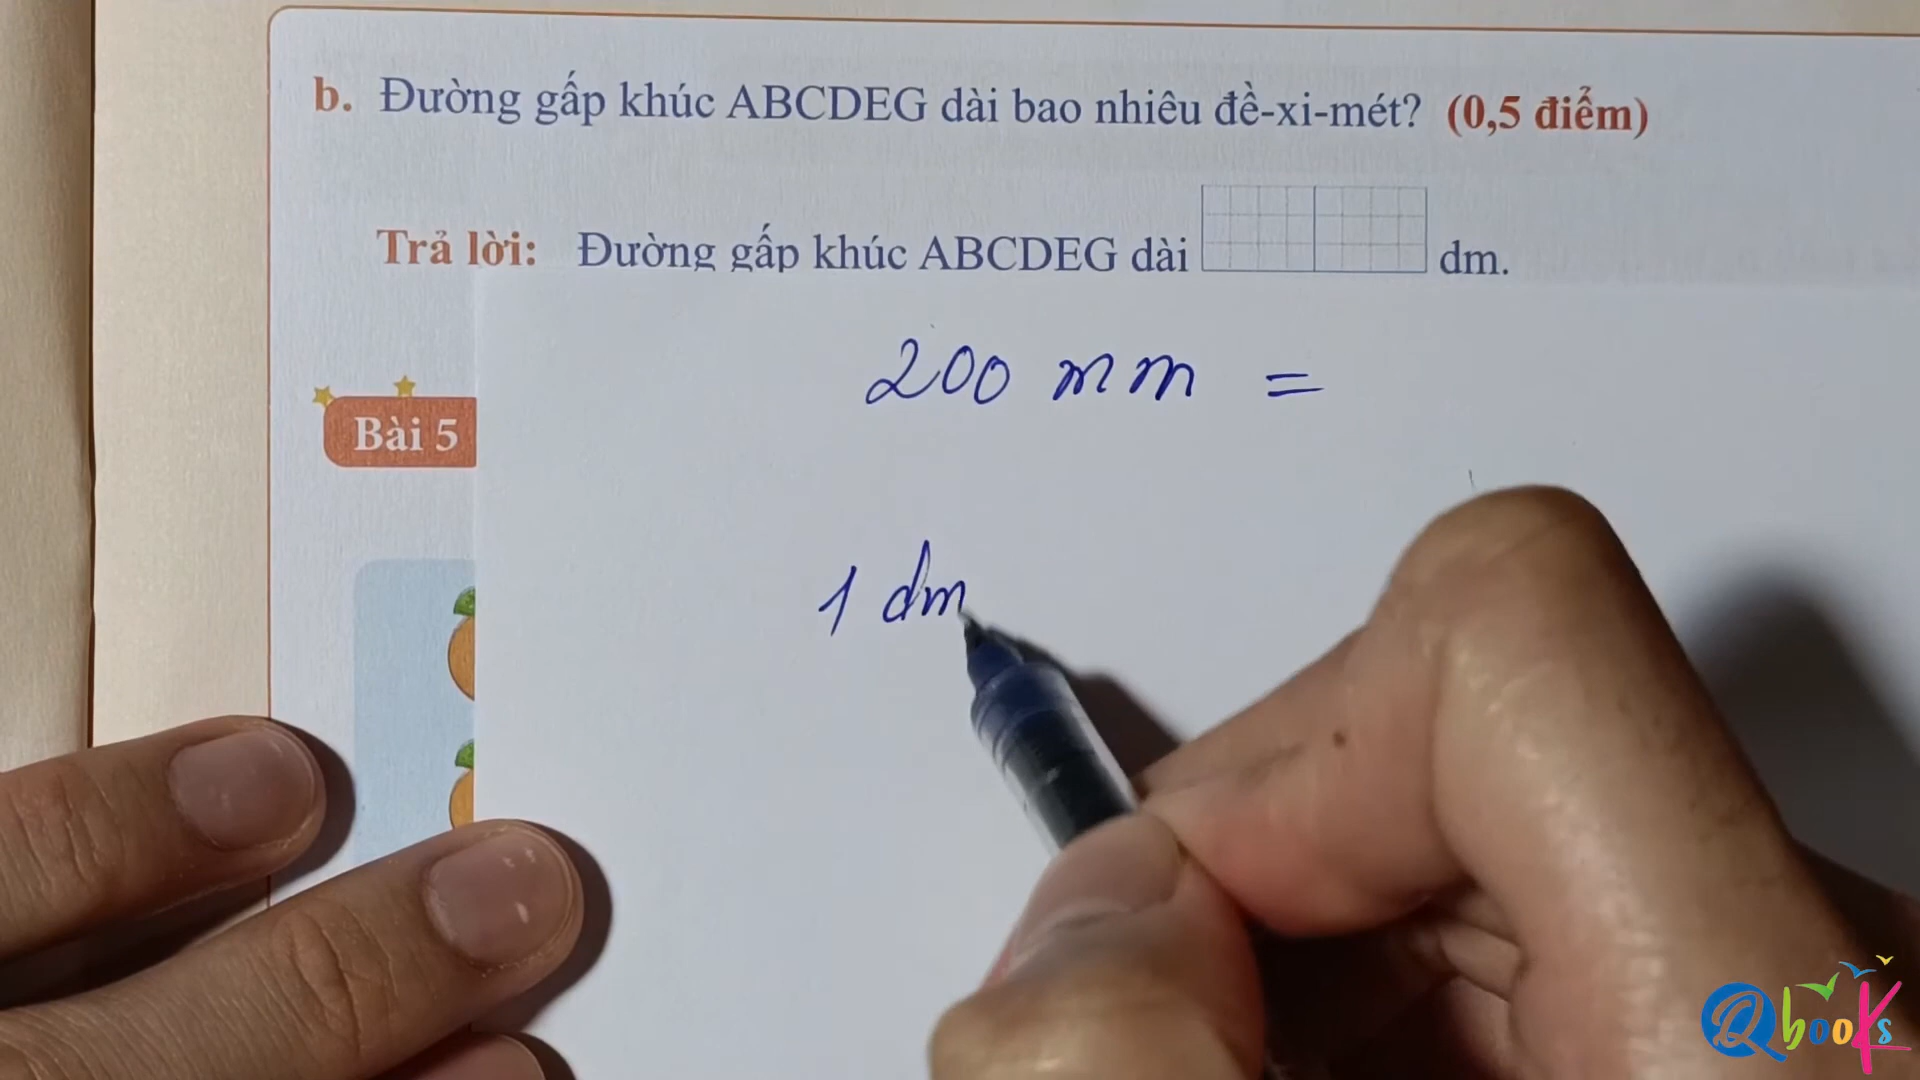 b. Đường gấp khúc ABCDEG dài bao nhiêu đề-xi-mét? (0,5 điểm)
Trả lời: Đường gấp khúc ABCDEG dài dm.
200 mm =
Bài 5
1 dm
Qbooks